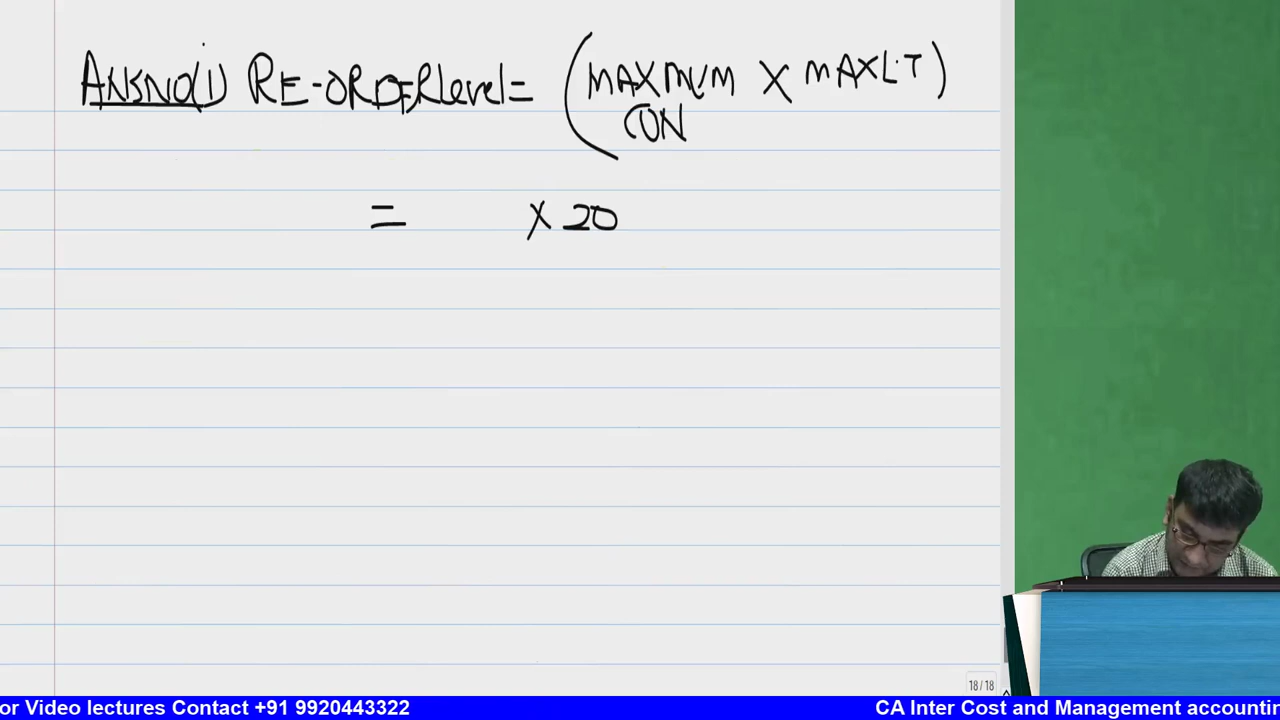 ANSNO(1) RE-ORDERlevel= (MAXMUM X MAXL.T)
CON
= X 20
18/18
or Video lectures Contact +91 9920443322
CA Inter Cost and Management accountin